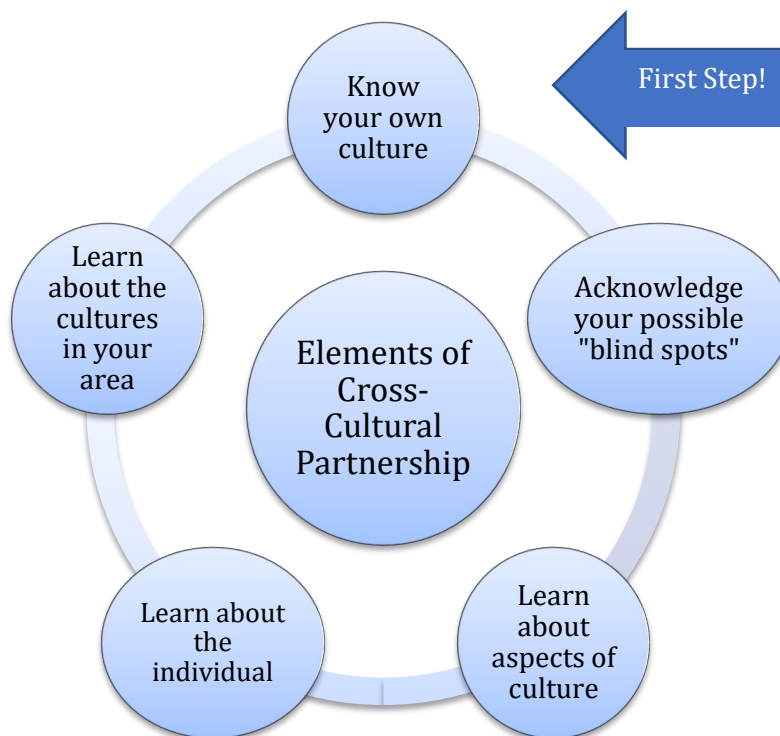 Know
your own
culture
First Step!
Acknowledge
your possible
"blind spots"
Learn
about
aspects of
culture
Learn about
the
individual
Learn
about the
cultures
in your
area
Elements of
Cross-
Cultural
Partnership